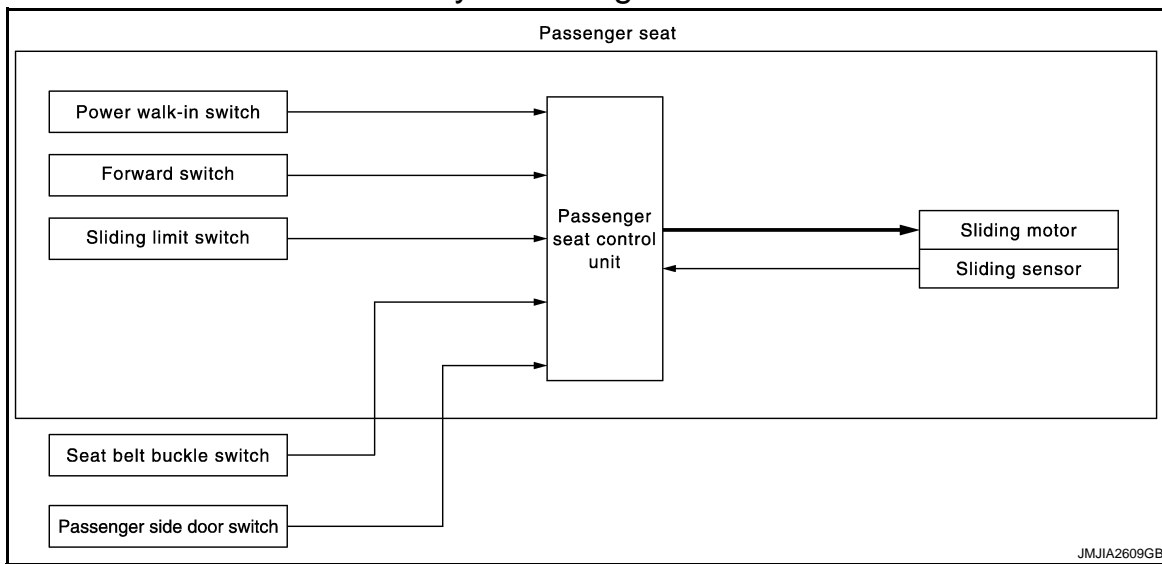 Passenger seat
Power walk-in switch
Forward switch
Sliding limit switch
Passenger
seat control
unit
Sliding motor
Sliding sensor
Seat belt buckle switch
Passenger side door switch
JMJIA2609GB